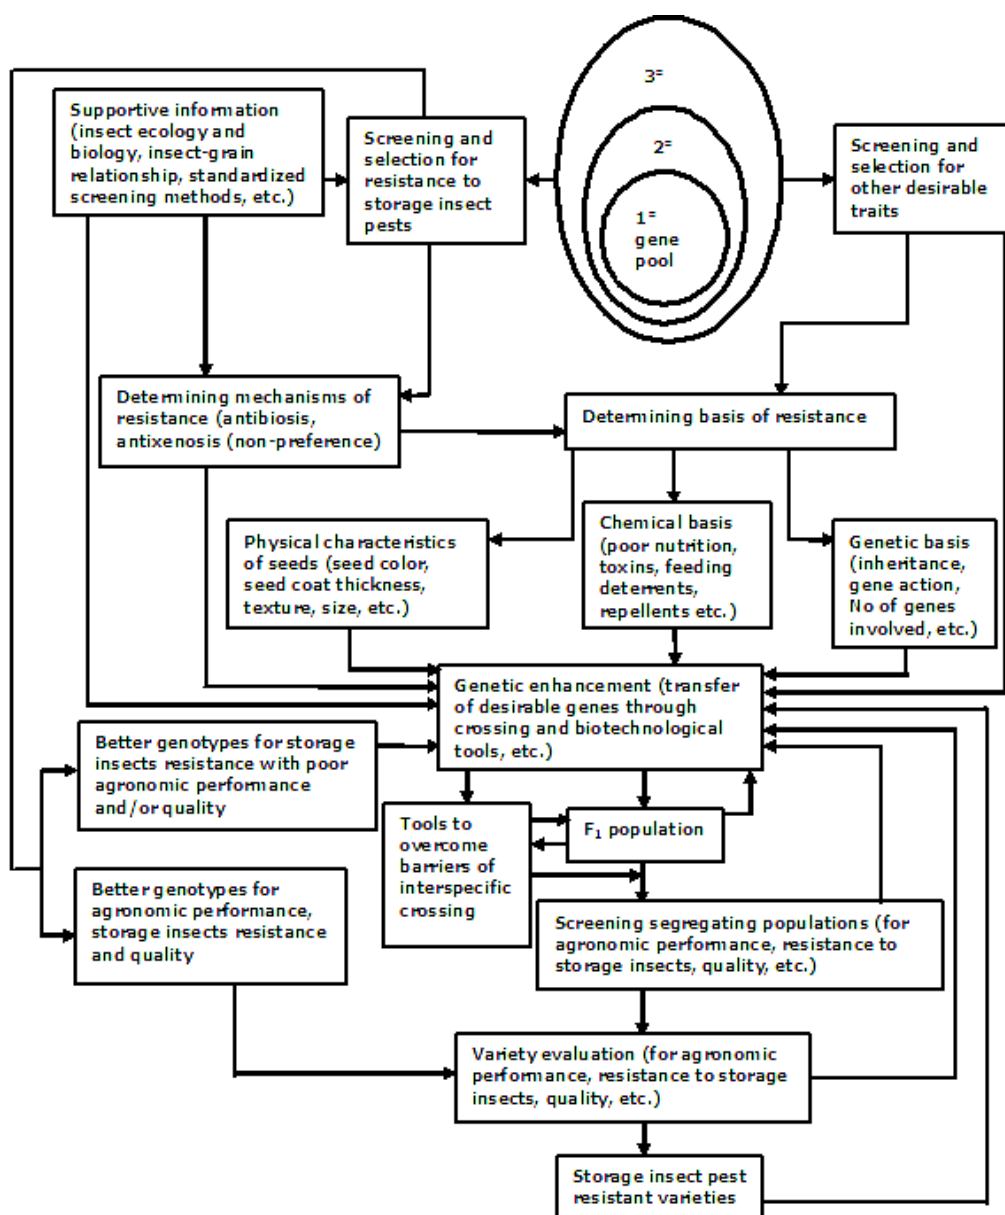 3=
Supportive information
(insect ecology and
biology, insect-grain
relationship, standardized
screening methods, etc.)
Screening and
selection for
resistance to
storage insect
pests
2=
1=
gene
pool
Screening and
selection for
other desirable
traits
Determining mechanisms of
resistance (antibiosis,
antixenosis (non-preference)
Determining basis of resistance
Physical characteristics
of seeds (seed color,
seed coat thickness,
texture, size, etc.)
Chemical basis
(poor nutrition,
toxins, feeding
deterrents,
repellents etc.)
Genetic basis
(inheritance,
gene action,
No of genes
involved, etc.)
Genetic enhancement (transfer
of desirable genes through
crossing and biotechnological
tools, etc.)
Better genotypes for storage
insects resistance with poor
agronomic performance
and/or quality
Tools to
overcome
barriers of
interspecific
crossing
F₁ population
Better genotypes for
agronomic performance,
storage insects resistance
and quality
Screening segregating populations (for
agronomic performance, resistance to
storage insects, quality, etc.)
Variety evaluation (for agronomic
performance, resistance to storage
insects, quality, etc.)
Storage insect pest
resistant varieties